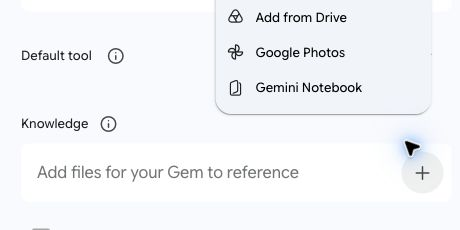 Add from Drive
Default tool
Google Photos
Gemini Notebook
Knowledge
Add files for your Gem to reference